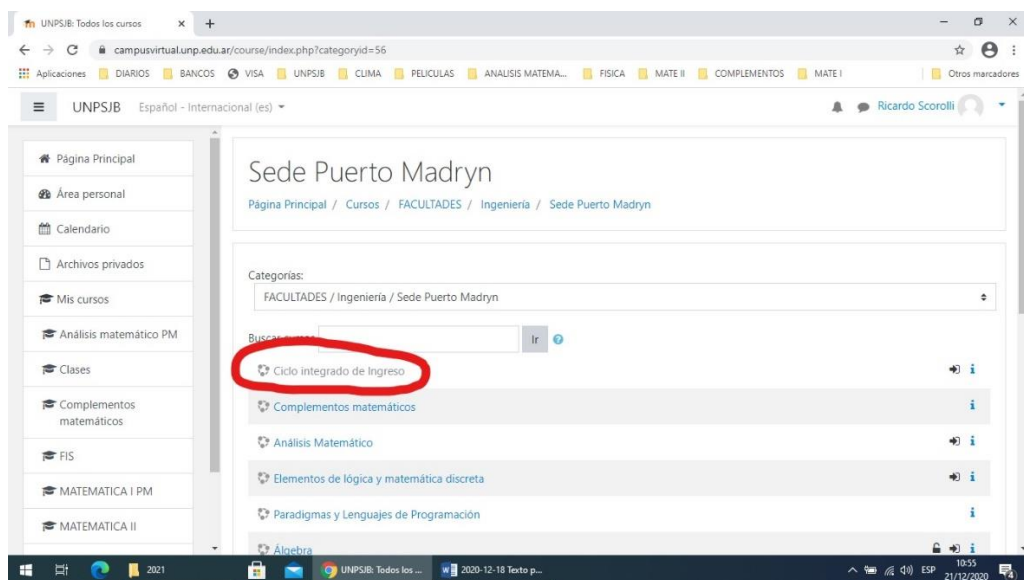 UNPSJB: Todos los cursos
campusvirtual.unp.edu.ar/course/index.php?categoryid=56
Aplicaciones DIARIOS BANCOS VISA UNPSJB CLIMA PELICULAS ANALISIS MATEMA... FISICA MATE II COMPLEMENTOS MATE I Otros marcadores
UNPSJB Español - Internacional (es) Ricardo Scorolli
Página Principal
Área personal
Calendario
Archivos privados
Mis cursos
Análisis matemático PM
Clases
Complementos
matemáticos
FIS
MATEMATICA I PM
MATEMATICA II
Sede Puerto Madryn
Página Principal / Cursos / FACULTADES / Ingeniería / Sede Puerto Madryn
Categorías:
FACULTADES / Ingeniería / Sede Puerto Madryn
Ir
Ciclo integrado de Ingreso
Complementos matemáticos
Análisis Matemático
Elementos de lógica y matemática discreta
Paradigmas y Lenguajes de Programación
Álgebra
2021 UNPSJB: Todos los ... 2020-12-18 Texto p... ESP 10:55
21/12/2020